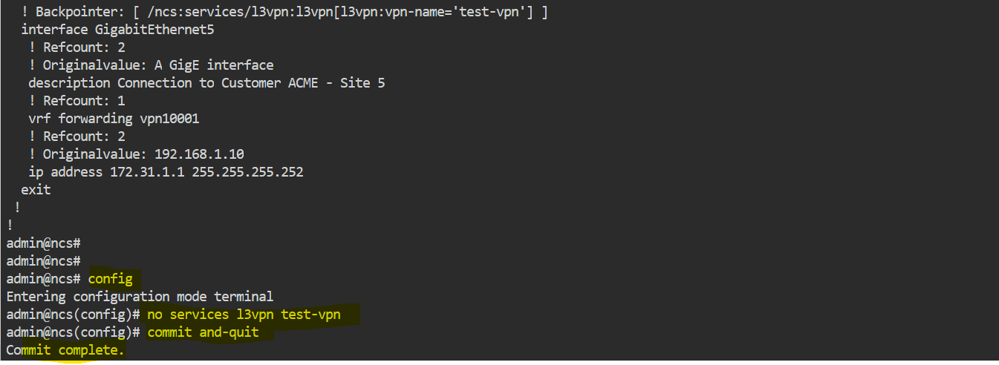 ! Backpointer: [ /ncs:services/l3vpn:l3vpn[l3vpn:vpn-name='test-vpn'] ]
interface GigabitEthernet5
! Refcount: 2
! Originalvalue: A GigE interface
description Connection to Customer ACME - Site 5
! Refcount: 1
vrf forwarding vpn10001
! Refcount: 2
! Originalvalue: 192.168.1.10
ip address 172.31.1.1 255.255.255.252
exit
!
!
admin@ncs#
admin@ncs#
admin@ncs# config
Entering configuration mode terminal
admin@ncs(config)# no services l3vpn test-vpn
admin@ncs(config)# commit and-quit
Commit complete.